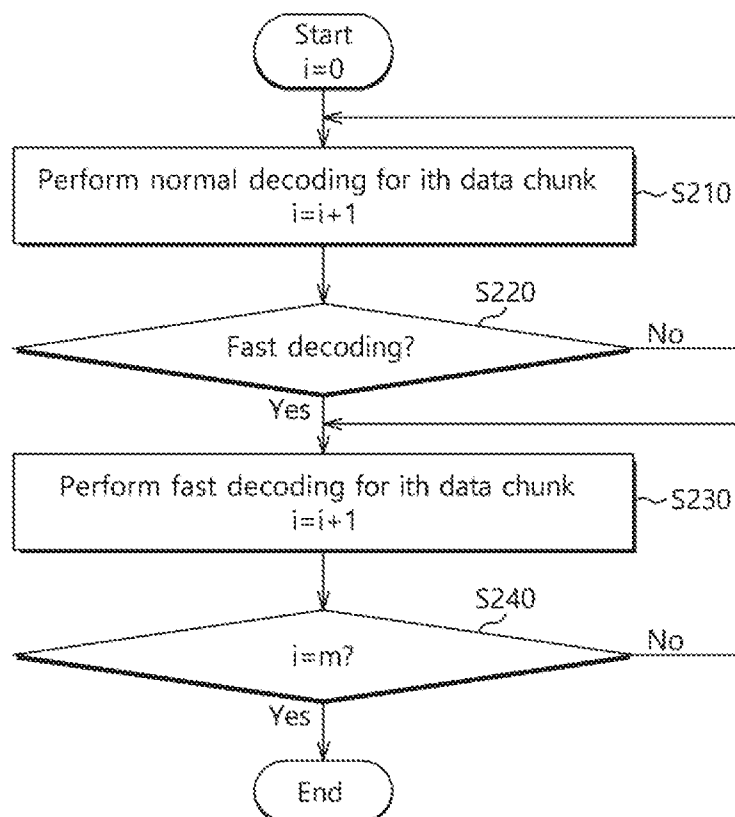 Start
i=0
Perform normal decoding for ith data chunk
i=i+1
S210
S220
Fast decoding?
No
Yes
Perform fast decoding for ith data chunk
i=i+1
S230
S240
i=m?
No
Yes
End